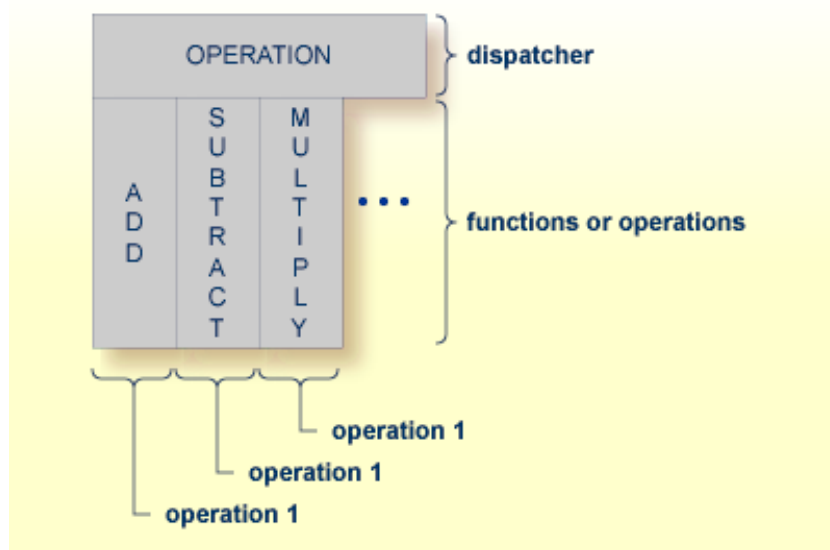 OPERATION
dispatcher
ADD
SUBTRACT
MULTIPLY
...
functions or operations
operation 1
operation 1
operation 1